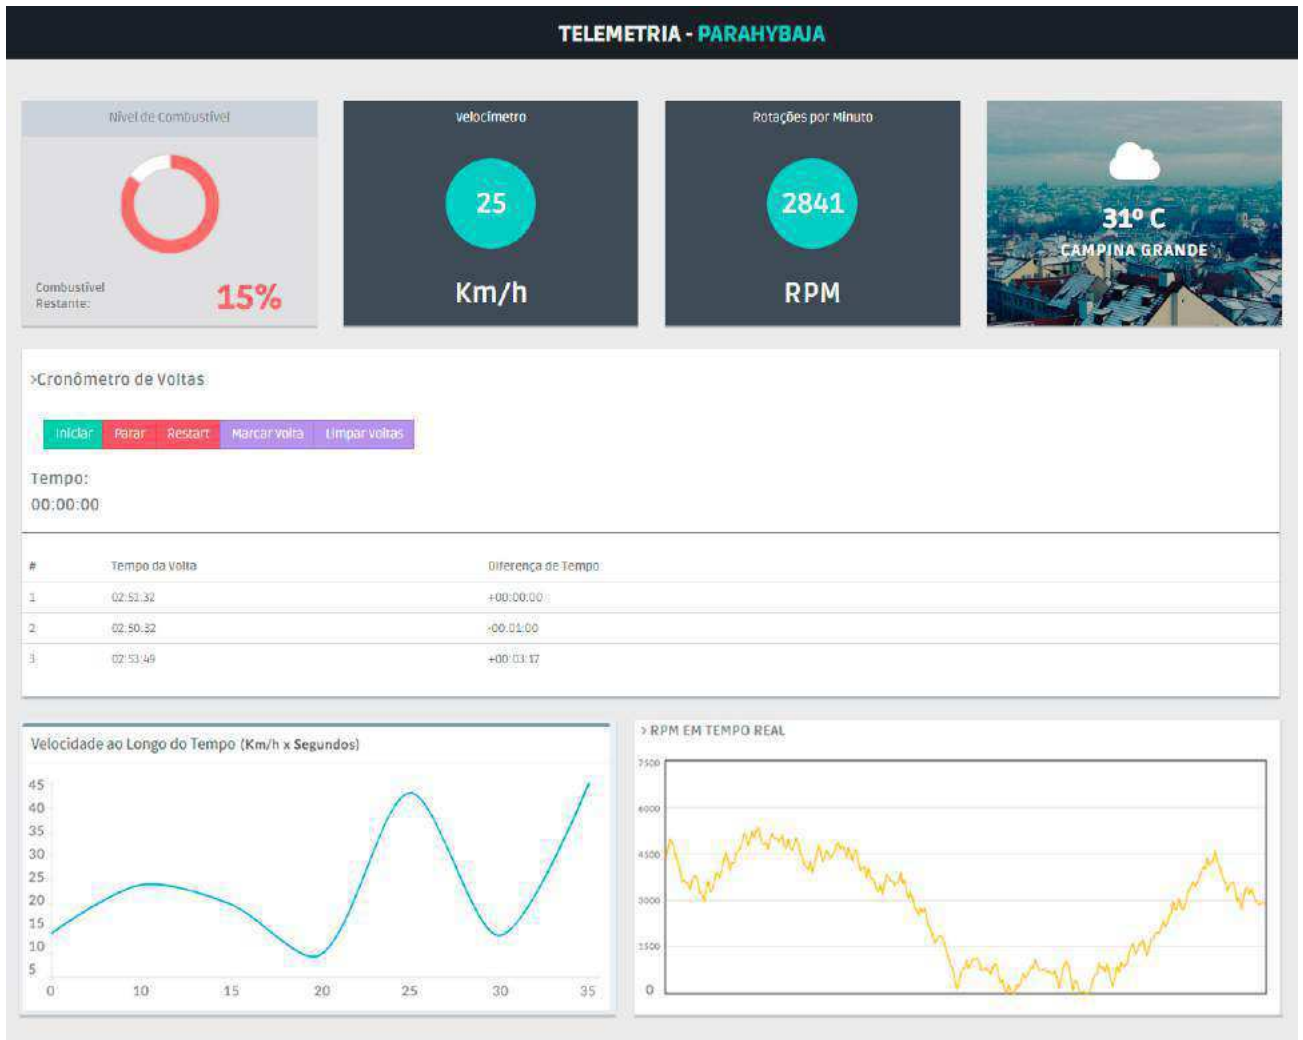 TELEMETRIA - PARAHYBAJA
Nível de Combustível
Combustível
Restante:
15%
Velocímetro
25
Km/h
Rotações por Minuto
2841
RPM
31º C
CAMPINA GRANDE
>Cronômetro de Voltas
Iniciar Parar Restart Marcar Volta Limpar Voltas
Tempo:
00:00:00
# Tempo da Volta Diferença de Tempo
1 02:51:32 +00:00:00
2 02:50:32 -00:01:00
3 02:53:49 +00:03:17
Velocidade ao Longo do Tempo (Km/h x Segundos)
45
40
35
30
25
20
15
10
5
0 10 15 20 25 30 35
> RPM EM TEMPO REAL
7500
6000
4500
3000
1500
0